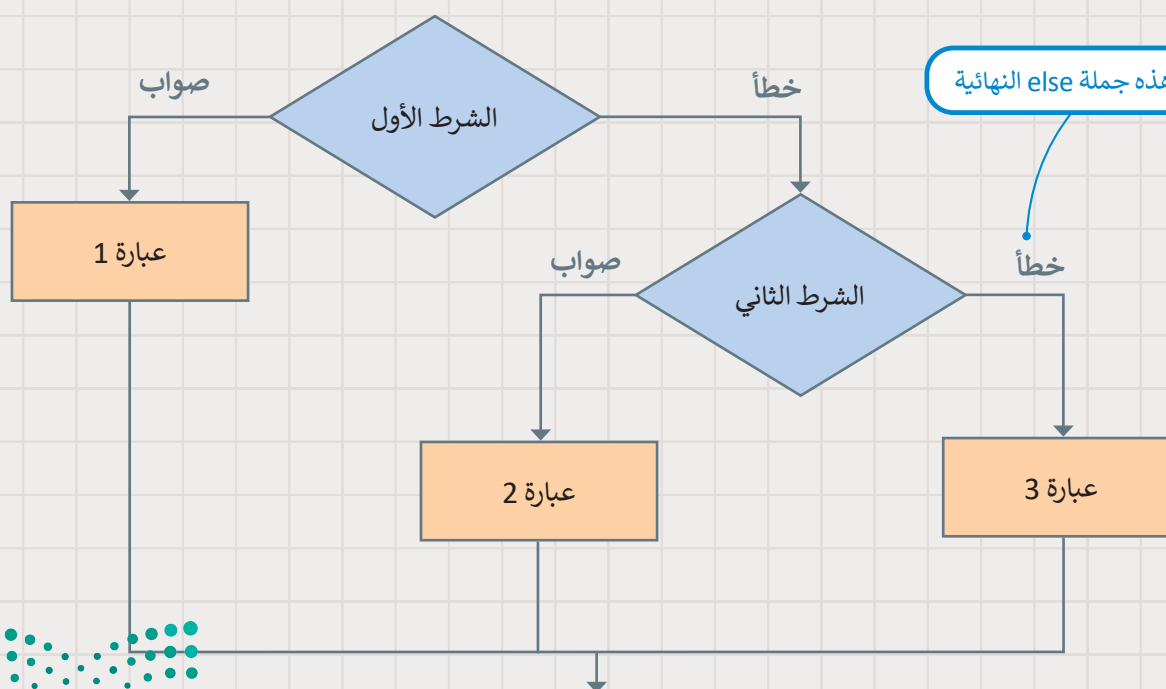 صواب
الشرط الأول
خطأ
هذه جملة else النهائية
عبارة 1
صواب
الشرط الثاني
خطأ
عبارة 2
عبارة 3